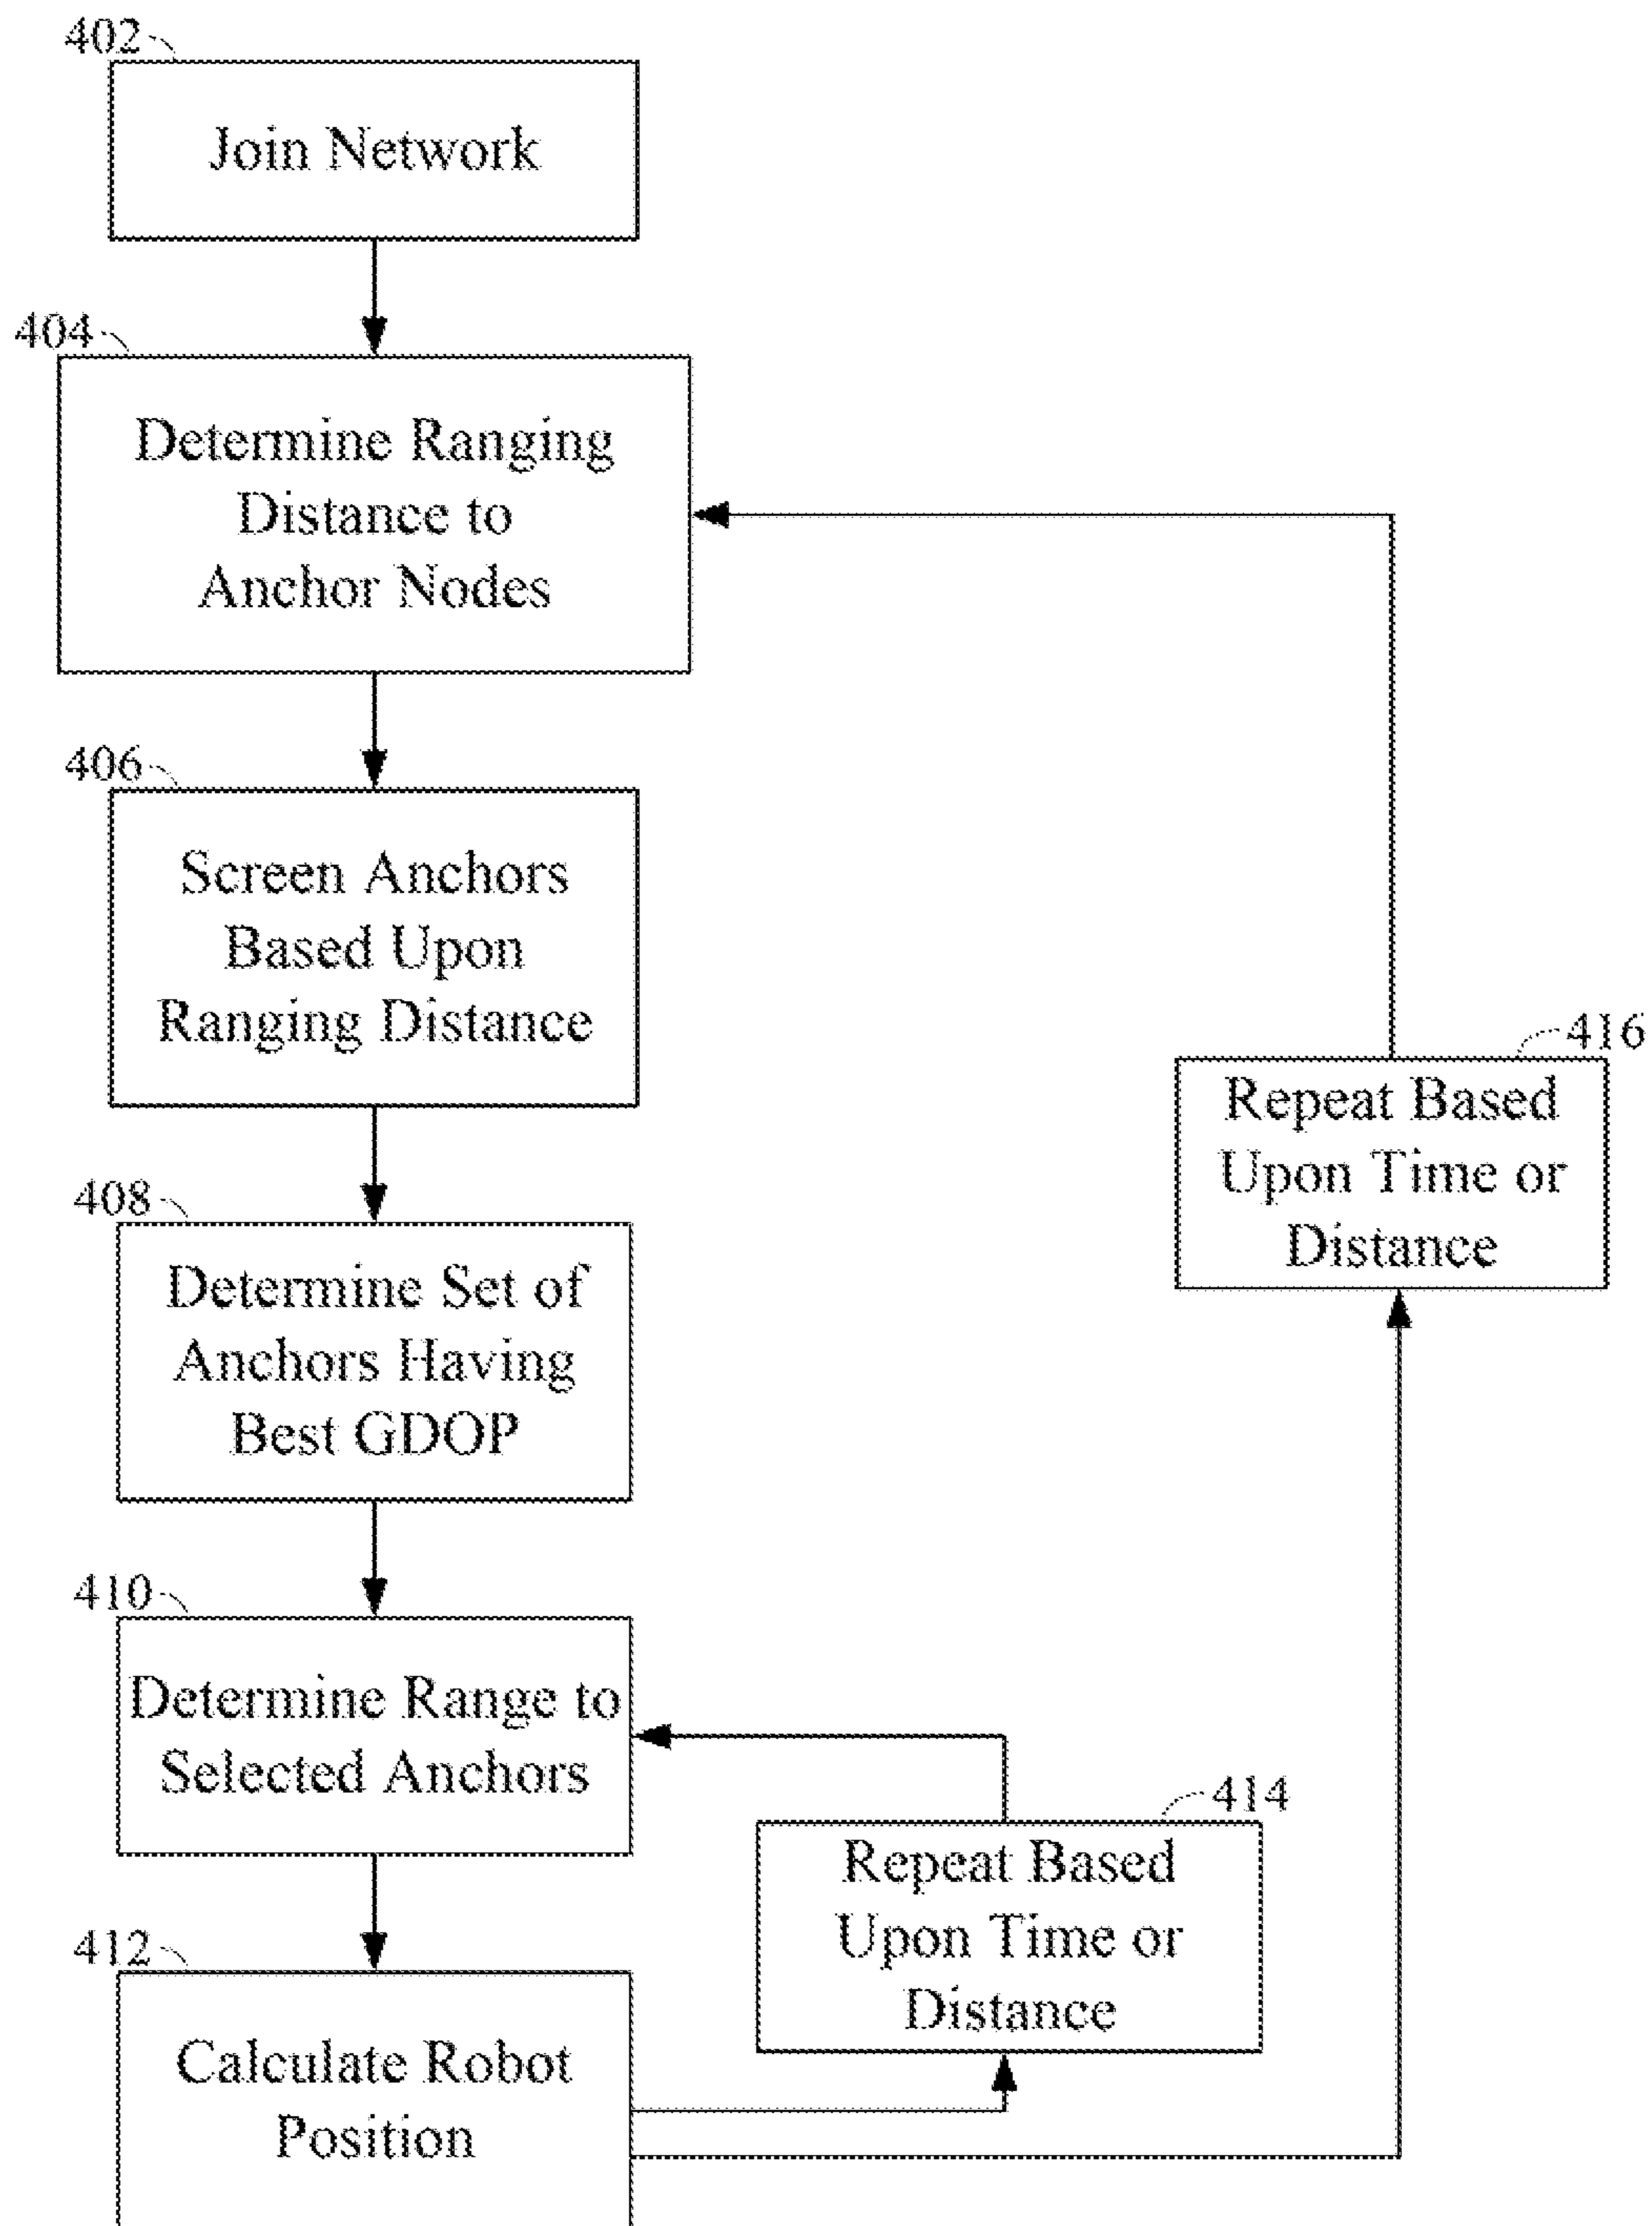 402
Join Network
404
Determine Ranging
Distance to
Anchor Nodes
406
Screen Anchors
Based Upon
Ranging Distance
416
Repeat Based
Upon Time or
Distance
408
Determine Set of
Anchors Having
Best GDOP
410
Determine Range to
Selected Anchors
414
Repeat Based
Upon Time or
Distance
412
Calculate Robot
Position